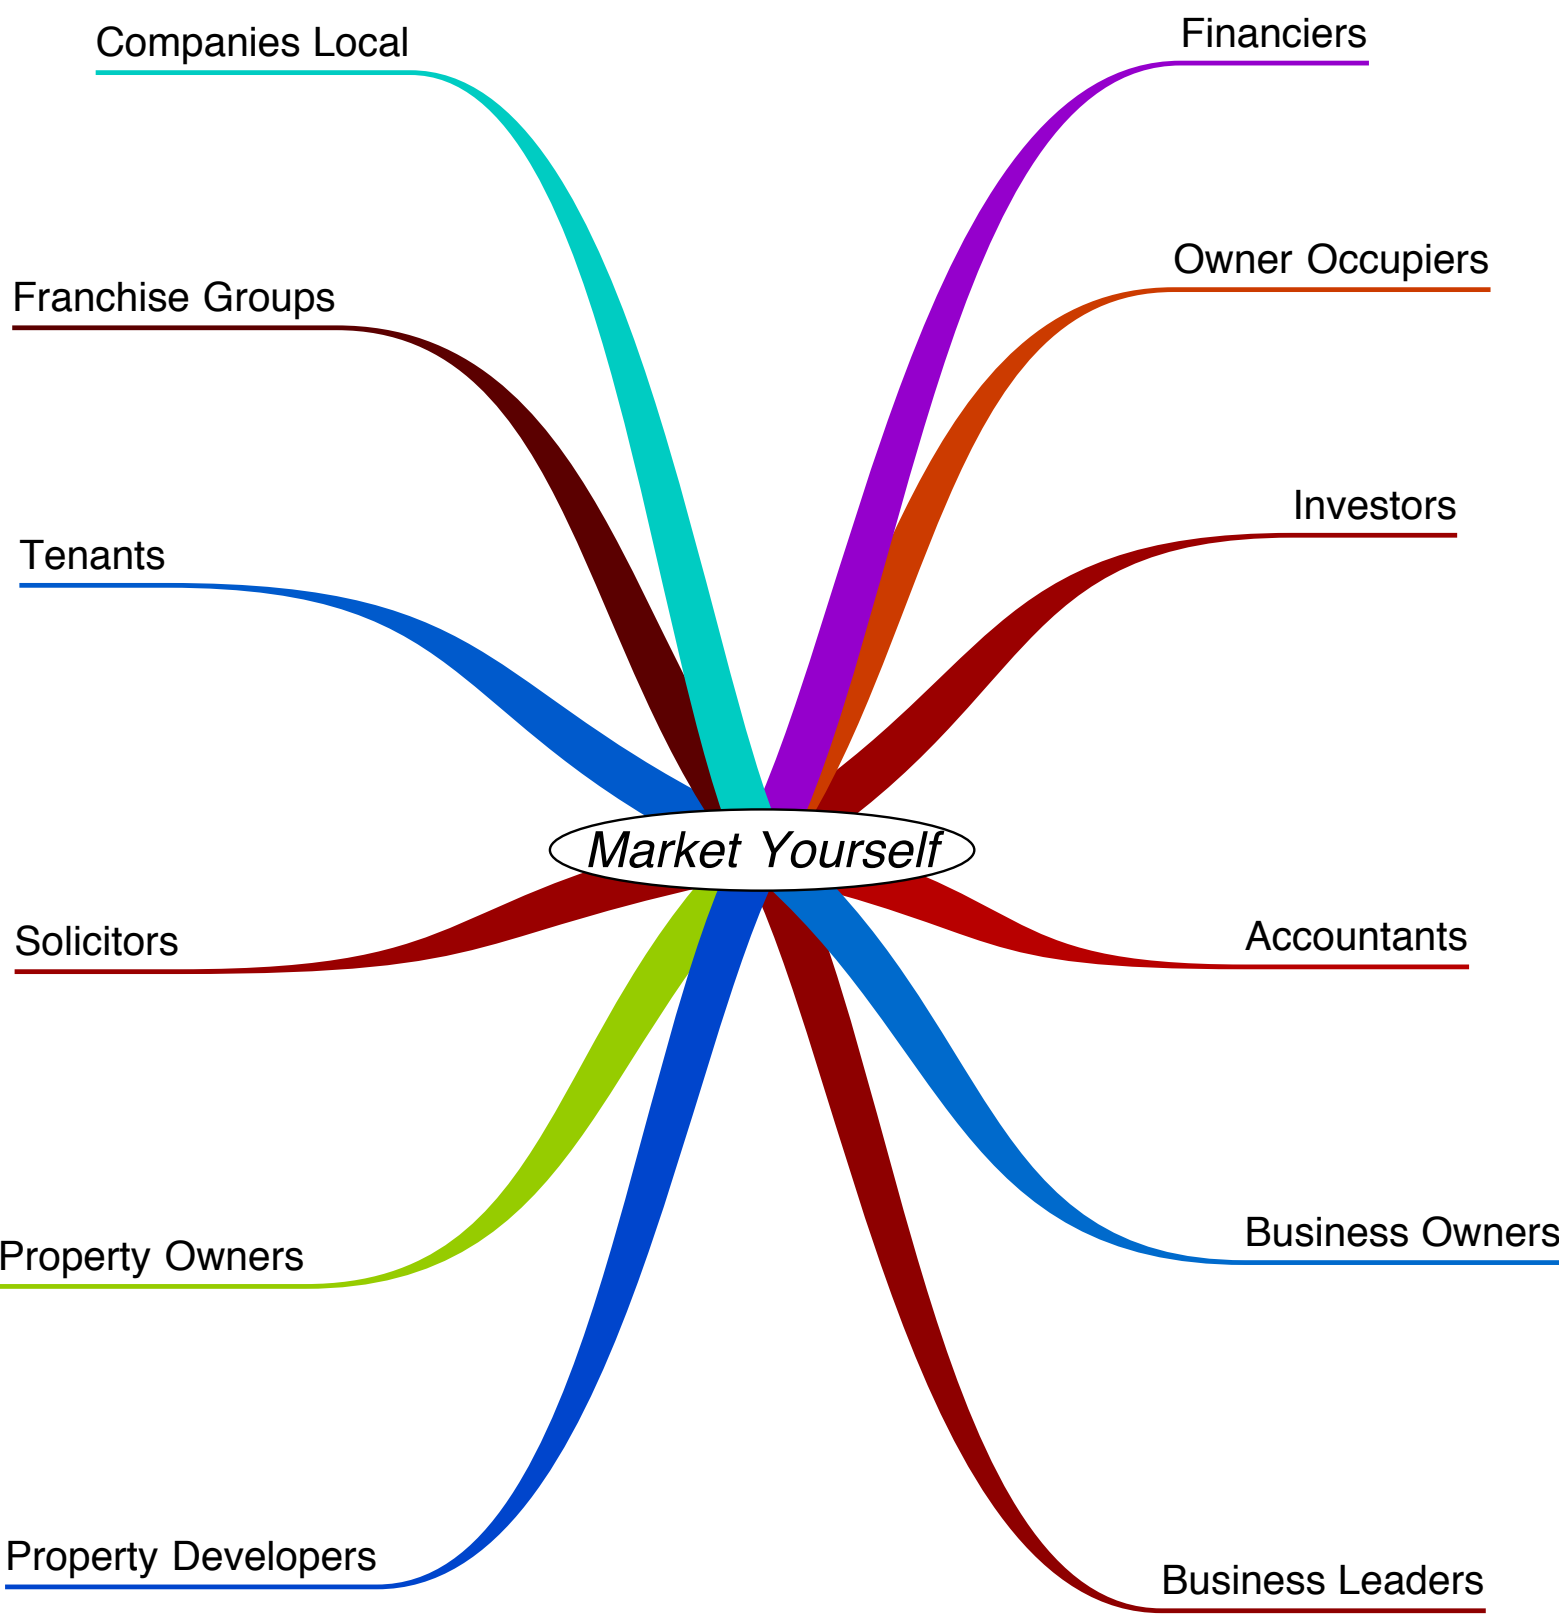 Companies Local
Financiers
Franchise Groups
Owner Occupiers
Tenants
Investors
Market Yourself
Solicitors
Accountants
Property Owners
Business Owners
Property Developers
Business Leaders